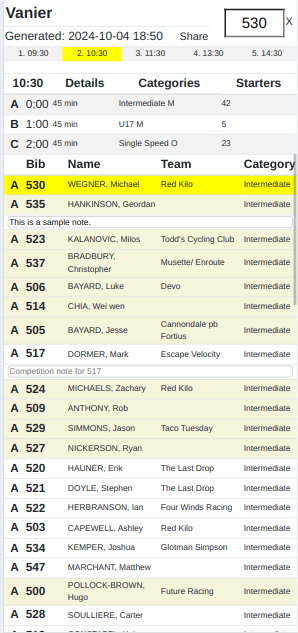 Vanier
530 X
Generated: 2024-10-04 18:50 Share
1. 09:30 2. 10:30 3. 11:30 4. 13:30 5. 14:30
10:30 Details Categories Starters
A 0:00 45 min Intermediate M 42
B 1:00 45 min U17 M 5
C 2:00 45 min Single Speed O 23
Bib Name Team Category
A 530 WEGNER, Michael Red Kilo Intermediate
A 535 HANKINSON, Geordan Intermediate
This is a sample note.
A 523 KALANOVIC, Milos Todd's Cycling Club Intermediate
A 537 BRADBURY, Christopher Musette/ Enroute Intermediate
A 506 BAYARD, Luke Devo Intermediate
A 514 CHIA, Wei wen Intermediate
A 505 BAYARD, Jesse Cannondale pb Fortius Intermediate
A 517 DORMER, Mark Escape Velocity Intermediate
Competition note for 517
A 524 MICHAELS, Zachary Red Kilo Intermediate
A 509 ANTHONY, Rob Intermediate
A 529 SIMMONS, Jason Taco Tuesday Intermediate
A 527 NICKERSON, Ryan Intermediate
A 520 HAUNER, Erik The Last Drop Intermediate
A 521 DOYLE, Stephen The Last Drop Intermediate
A 522 HERBRANSON, Ian Four Winds Racing Intermediate
A 503 CAPEWELL, Ashley Red Kilo Intermediate
A 534 KEMPER, Joshua Glotman Simpson Intermediate
A 547 MARCHANT, Matthew Intermediate
A 500 POLLOCK-BROWN, Hugo Future Racing Intermediate
A 528 SOULLIERE, Carter Intermediate